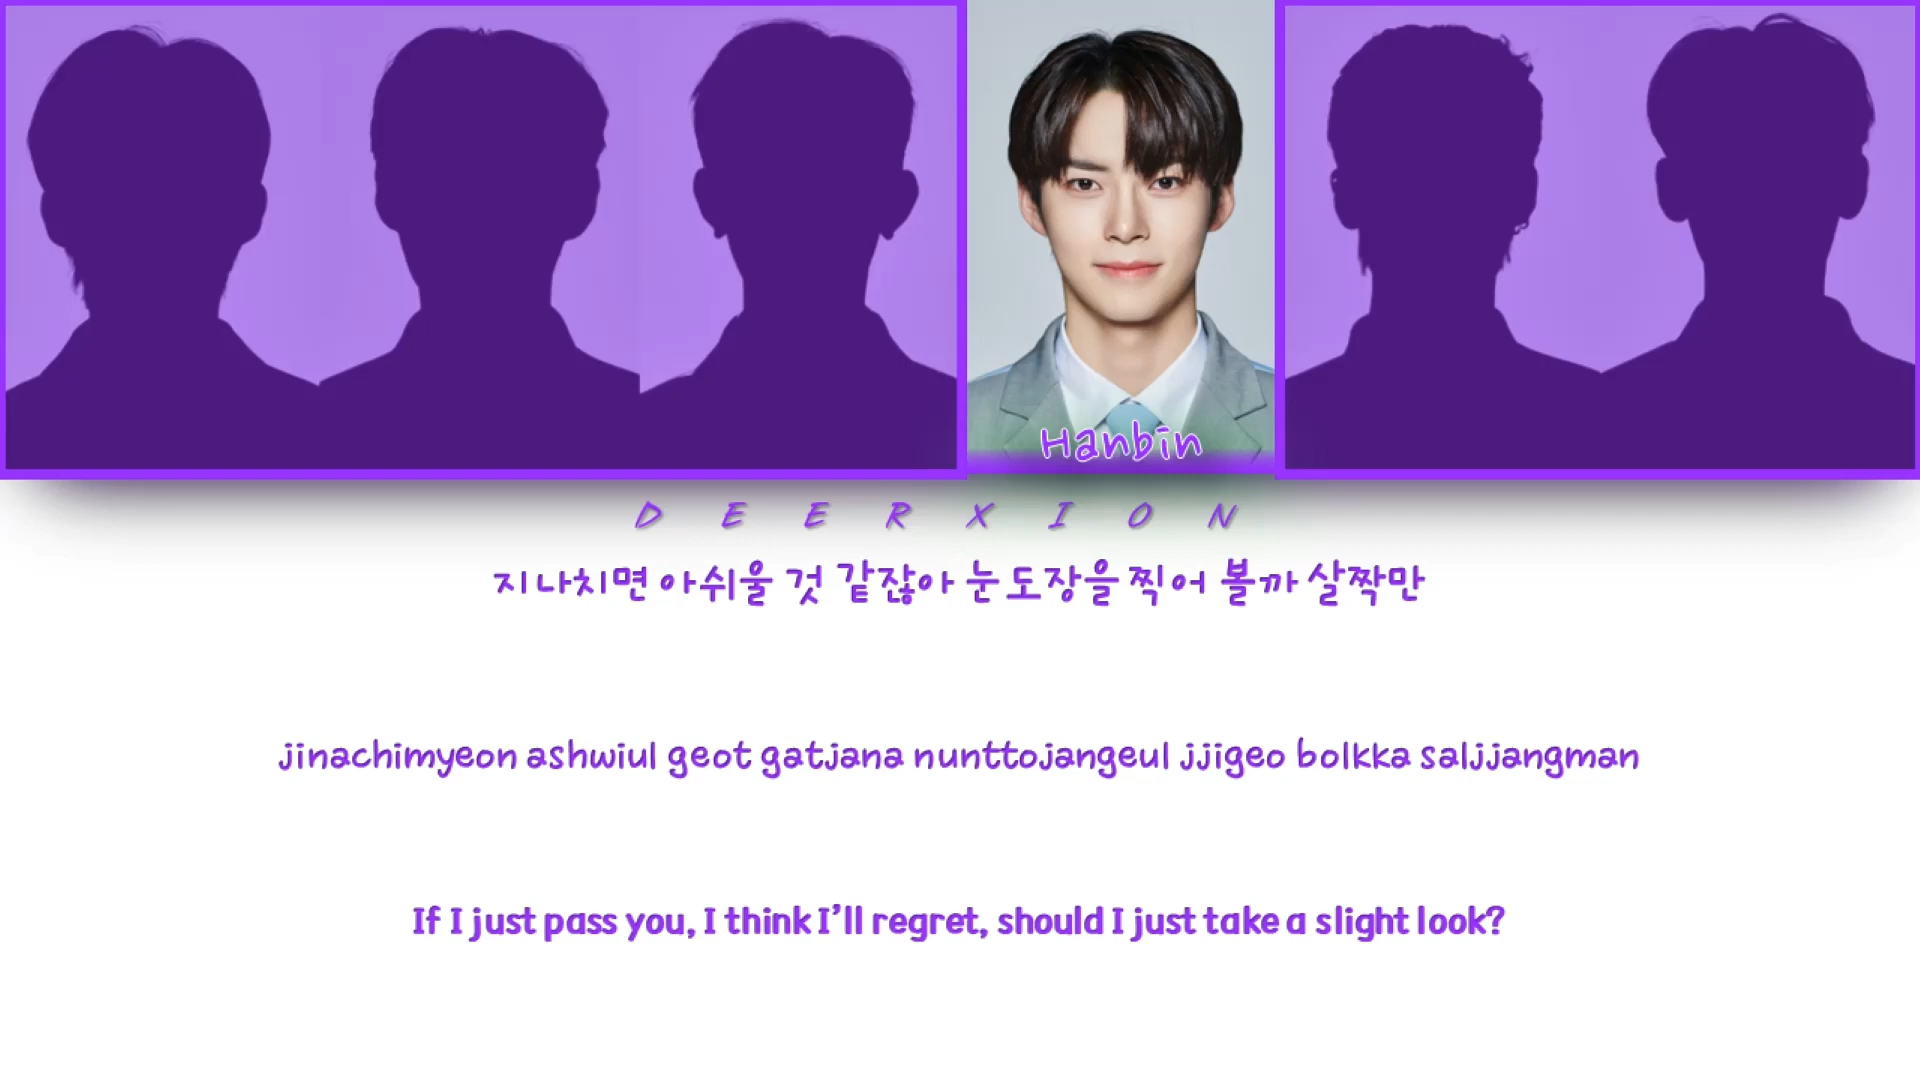 Hanbin
D E E R X I O N
지나치면 아쉬울 것 같잖아 눈도장을 찍어 볼까 살짝만
jinachimyeon ashwiul geot gatjana nunttojangeul jjigeo bolkka saljjangman
If I just pass you, I think I'll regret, should I just take a slight look?